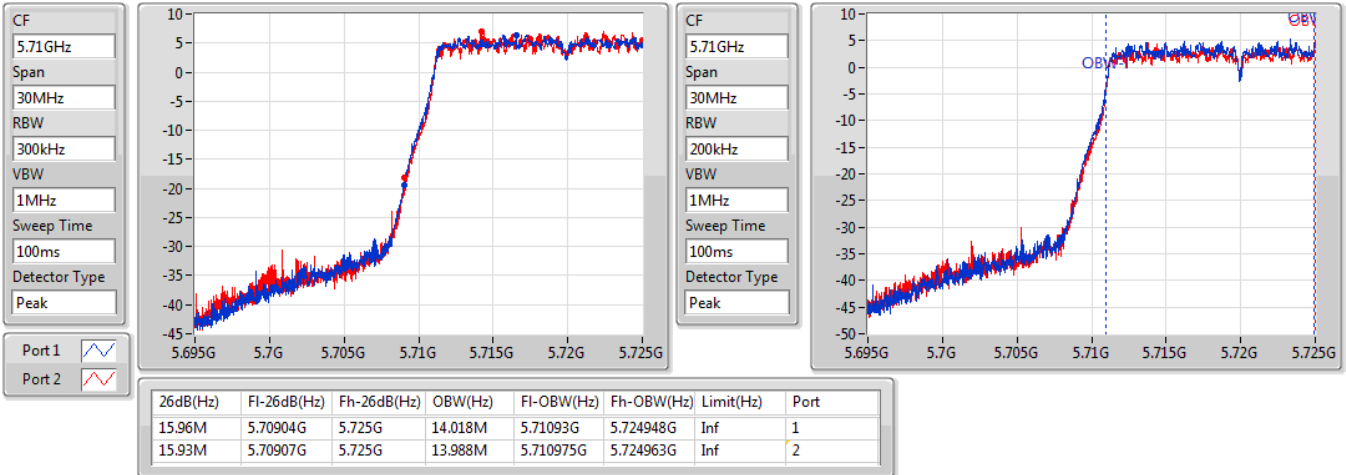 CF
5.71GHz
Span
30MHz
RBW
300kHz
VBW
1MHz
Sweep Time
100ms
Detector Type
Peak
Port 1
Port 2
10
5
0
-5
-10
-15
-20
-25
-30
-35
-40
-45
5.695G 5.7G 5.705G 5.71G 5.715G 5.72G 5.725G
CF
5.71GHz
Span
30MHz
RBW
200kHz
VBW
1MHz
Sweep Time
100ms
Detector Type
Peak
10
5
0
-5
-10
-15
-20
-25
-30
-35
-40
-45
-50
5.695G 5.7G 5.705G 5.71G 5.715G 5.72G 5.725G
26dB(Hz) Fl-26dB(Hz) Fh-26dB(Hz) OBW(Hz) Fl-OBW(Hz) Fh-OBW(Hz) Limit(Hz) Port
15.96M 5.70904G 5.725G 14.018M 5.71093G 5.724948G Inf 1
15.93M 5.70907G 5.725G 13.988M 5.710975G 5.724963G Inf 2